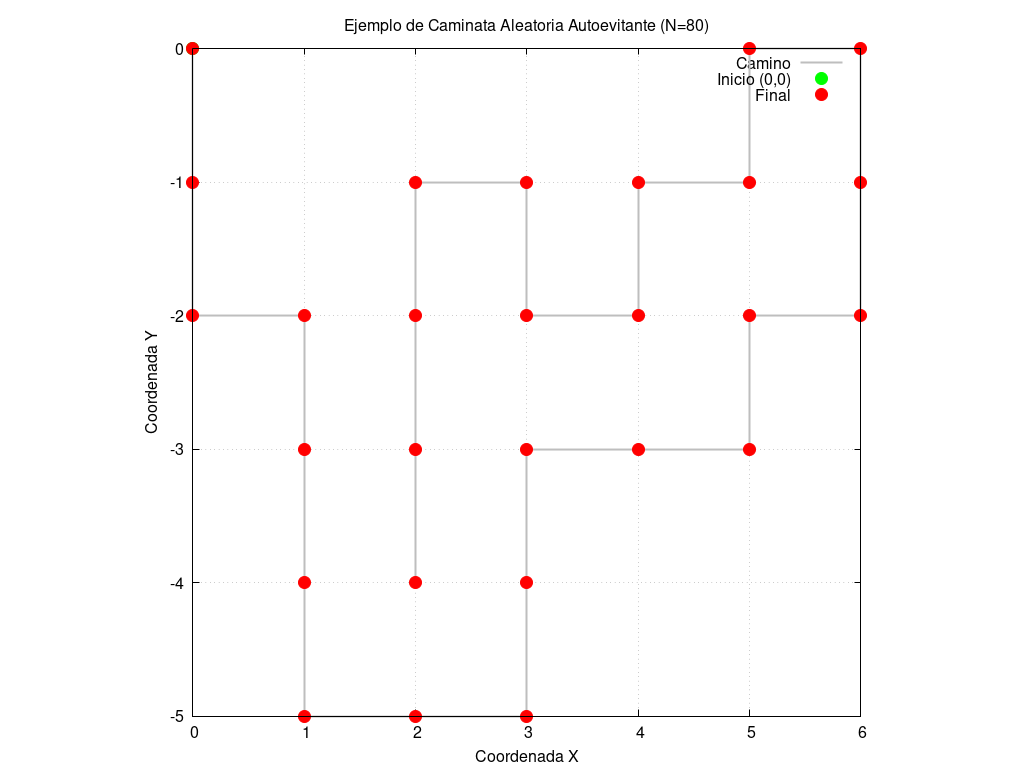 Ejemplo de Caminata Aleatoria Autoevitante (N=80)
Camino
Inicio (0,0)
Final
0
-1
-2
-3
-4
-5
Coordenada Y
0 1 2 3 4 5 6
Coordenada X